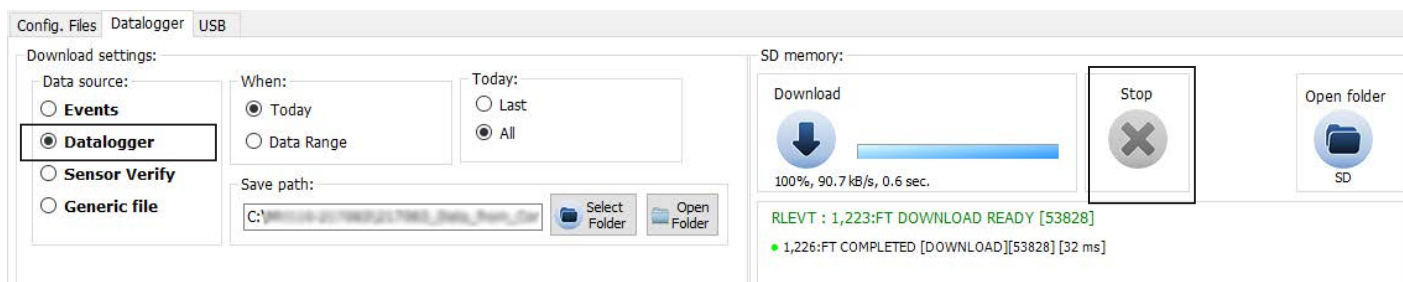 Config. Files Datalogger USB
Download settings:
Data source:
Events
Datalogger
Sensor Verify
Generic file
When:
Today
Data Range
Today:
Last
All
Save path:
C:\
Select Folder
Open Folder
SD memory:
Download
100%, 90.7 kB/s, 0.6 sec.
Stop
Open folder
SD
RLEVT : 1,223:FT DOWNLOAD READY [53828]
1,226:FT COMPLETED [DOWNLOAD][53828] [32 ms]